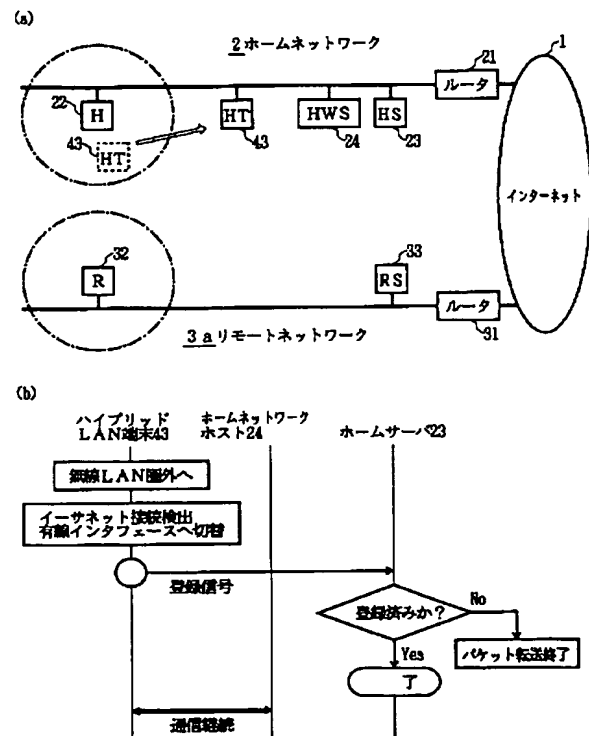 (a)
2 ホームネットワーク
1
21
ルータ
22
H
HT
43
HWS
24
HS
23
43
HT
インターネット
32
R
33
RS
ルータ
31
3a リモートネットワーク
(b)
ハイブリッド
LAN端末43
ホームネットワーク
ホスト24
ホームサーバ23
無線LAN圏外へ
イーサネット接続検出
有線インタフェースへ切替
登録信号
登録済みか?
No
Yes
パケット転送終了
了
通信継続